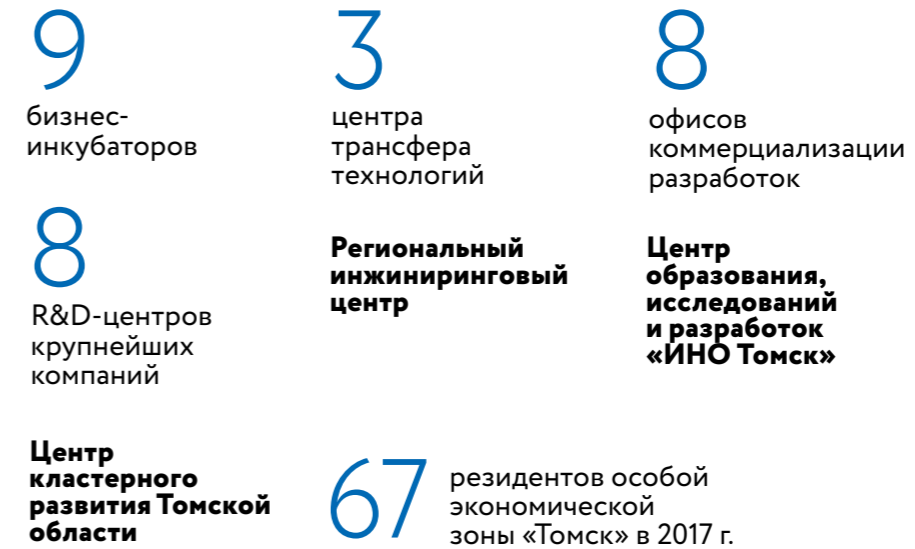 9
бизнес-
инкубаторов
3
центра
трансфера
технологий
8
офисов
коммерциализации
разработок
8
R&D-центров
крупнейших
компаний
Региональный
инжиниринговый
центр
Центр
образования,
исследований
и разработок
«ИНО Томск»
Центр
кластерного
развития Томской
области
67
резидентов особой
экономической
зоны «Томск» в 2017 г.